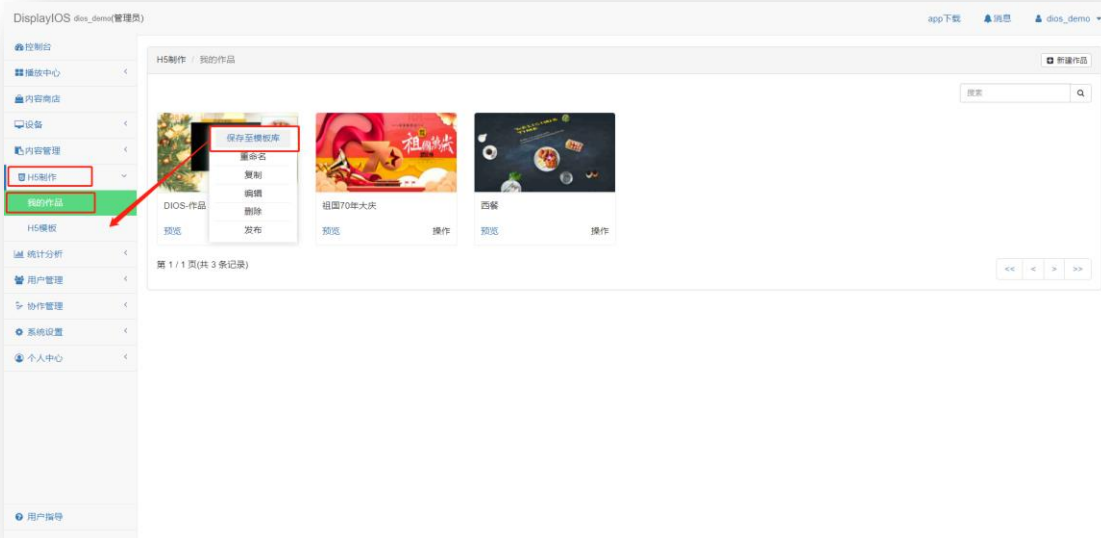 DisplayIOS dios_demo(管理员)
app下载 消息 dios_demo
控制台
播放中心
内容商店
设备
内容管理
H5制作
我的作品
H5模板
统计分析
用户管理
协作管理
系统设置
个人中心
用户指导
H5制作 / 我的作品
新建作品
搜索
保存至模板库
重命名
复制
编辑
删除
发布
DIOS-作品
预览
祖国70年大庆
预览 操作
西餐
预览 操作
第 1 / 1 页(共 3 条记录)
<< < > >>